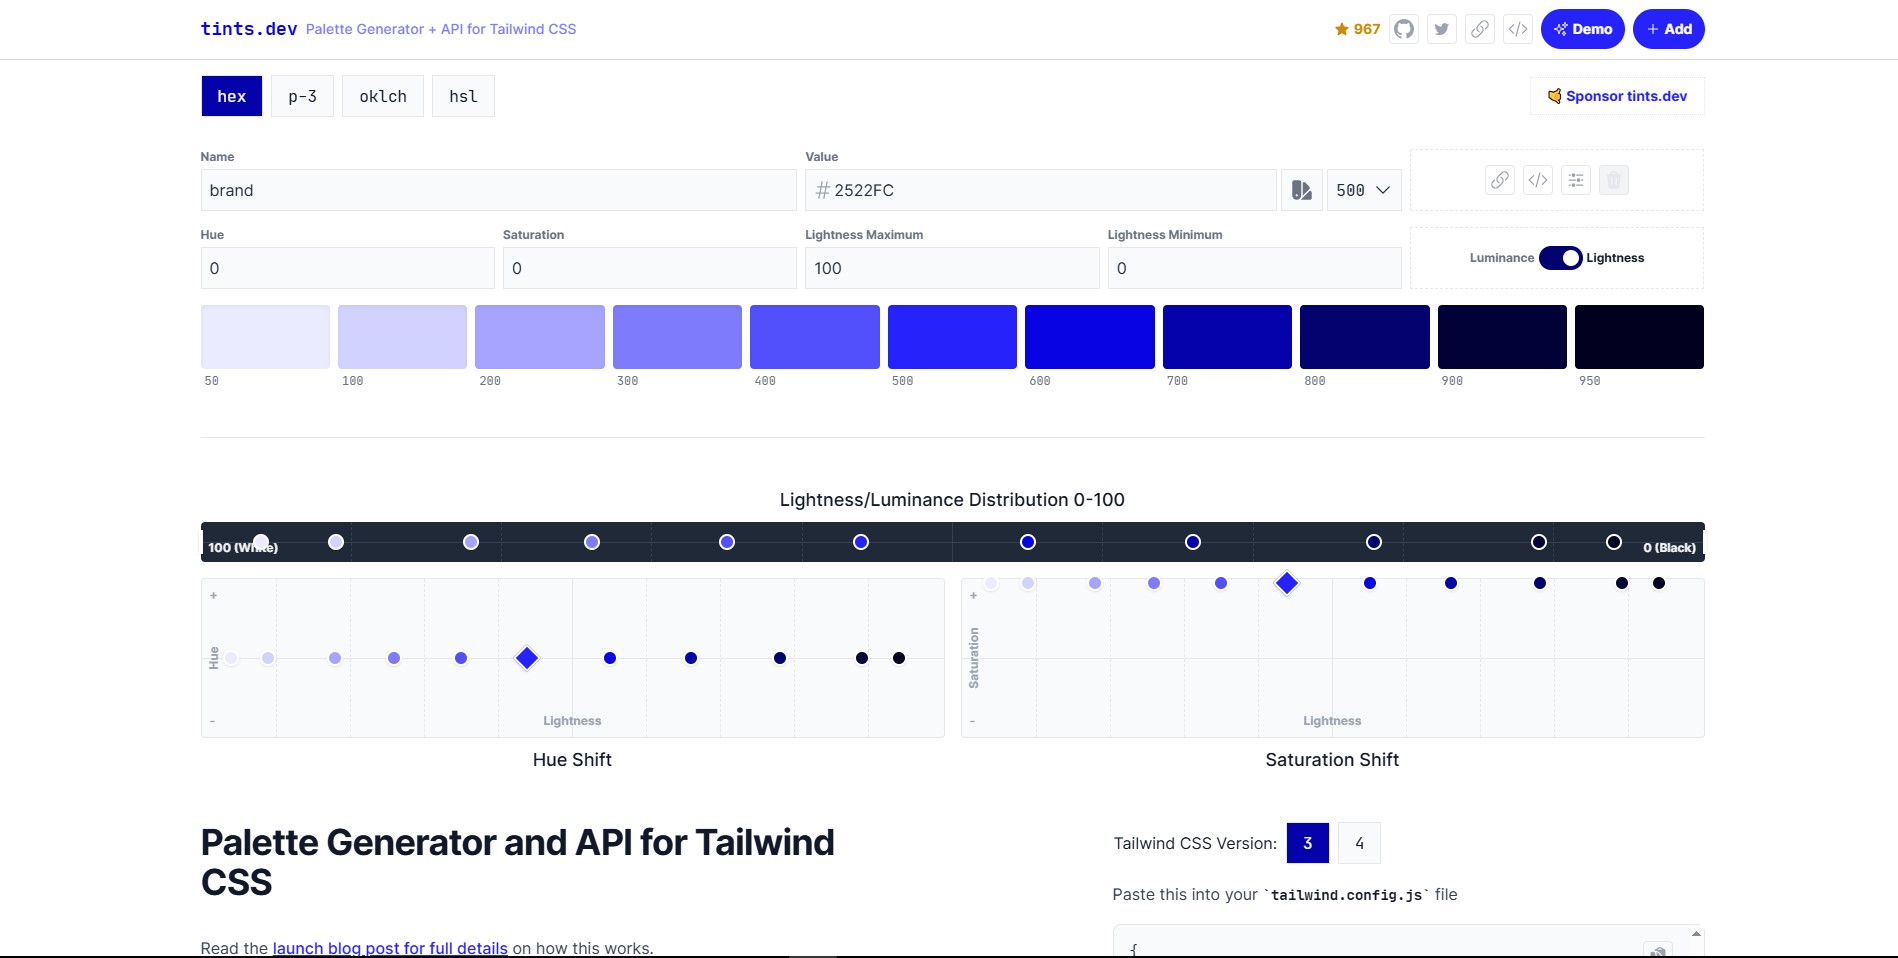 tints.dev Palette Generator + API for Tailwind CSS
967
Demo
+ Add
hex
p-3
oklch
hsl
Sponsor tints.dev
Name
Value
brand
# 2522FC
500
Hue
Saturation
Lightness Maximum
Lightness Minimum
0
0
100
0
Luminance
Lightness
50
100
200
300
400
500
600
700
800
900
950
Lightness/Luminance Distribution 0-100
100 (White)
0 (Black)
+
Hue
-
Lightness
+
Saturation
-
Lightness
Hue Shift
Saturation Shift
Palette Generator and API for Tailwind
CSS
Read the launch blog post for full details on how this works.
Tailwind CSS Version:
3
4
Paste this into your `tailwind.config.js` file
{